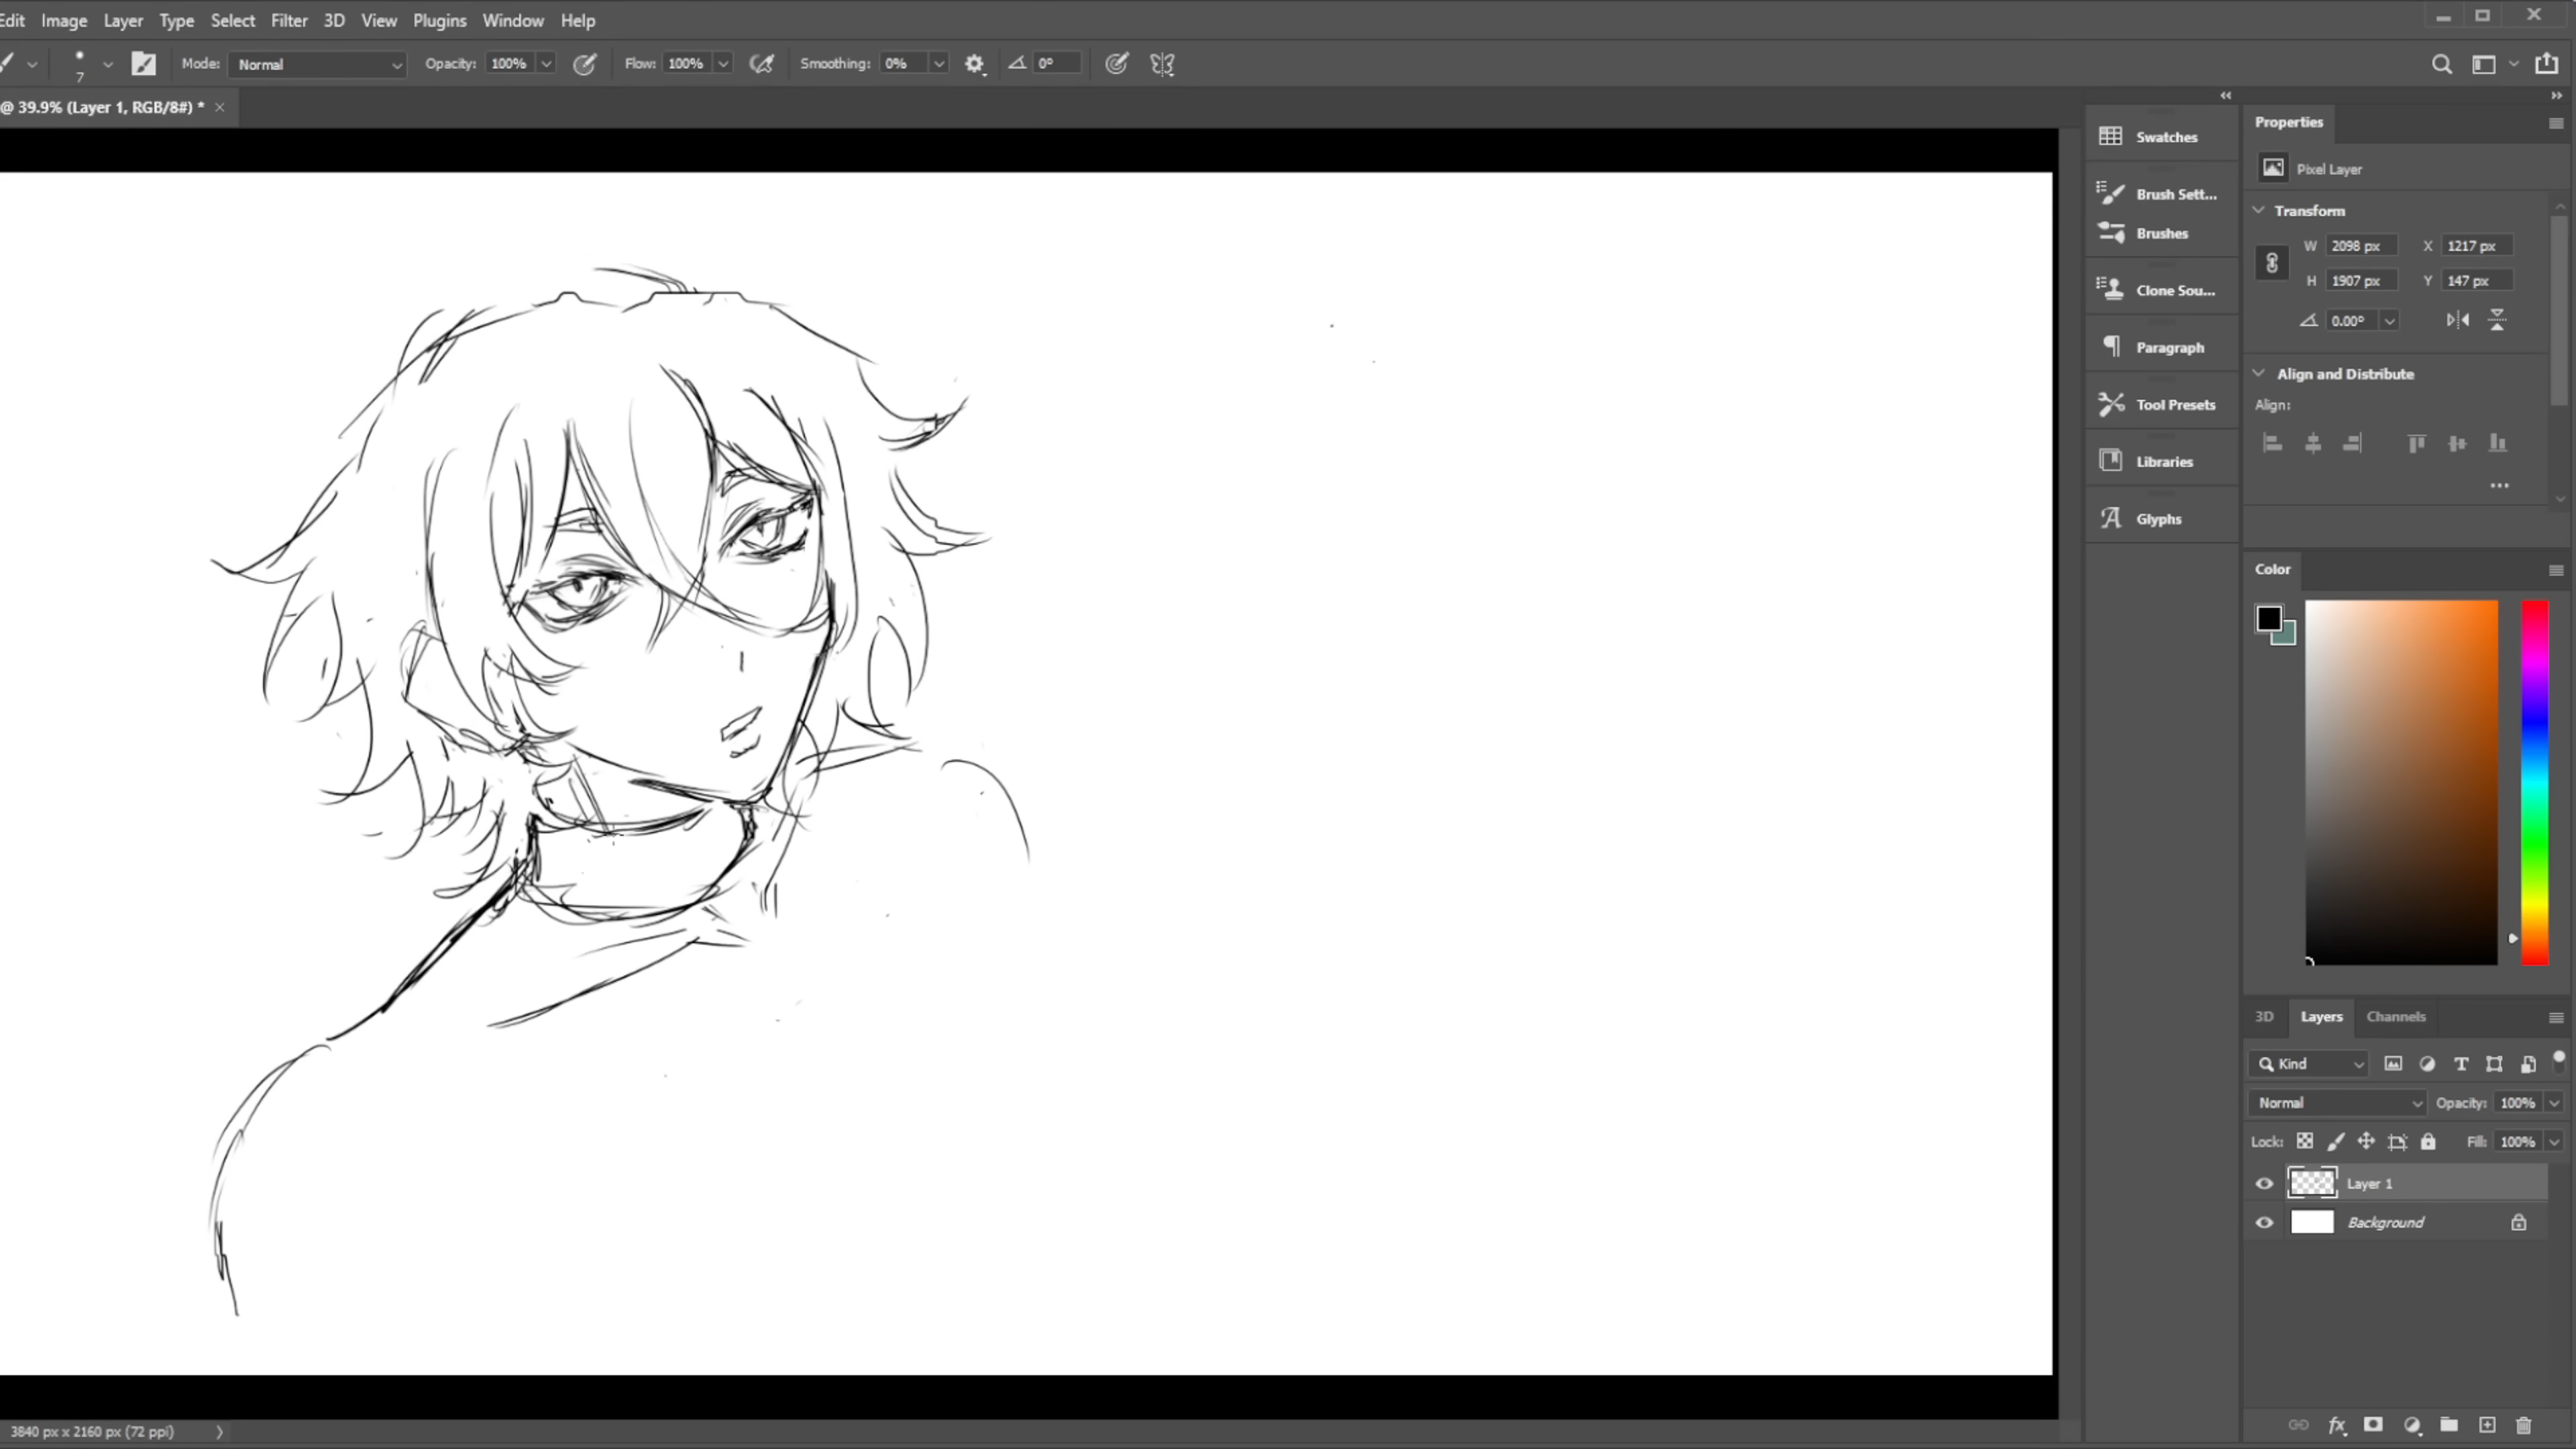 Edit Image Layer Type Select Filter 3D View Plugins Window Help
7 Mode: Normal Opacity: 100% Flow: 100% Smoothing: 0% 0°
@ 39.9% (Layer 1, RGB/8#) * ×
Swatches
Brush Sett...
Brushes
Clone Sou...
Paragraph
Tool Presets
Libraries
Glyphs
Properties
Pixel Layer
Transform
W 2098 px X 1217 px
H 1907 px Y 147 px
0.00°
Align and Distribute
Align:
Color
3D Layers Channels
Kind
Normal Opacity: 100%
Lock: Fill: 100%
Layer 1
Background
fx
3840 px x 2160 px (72 ppi)